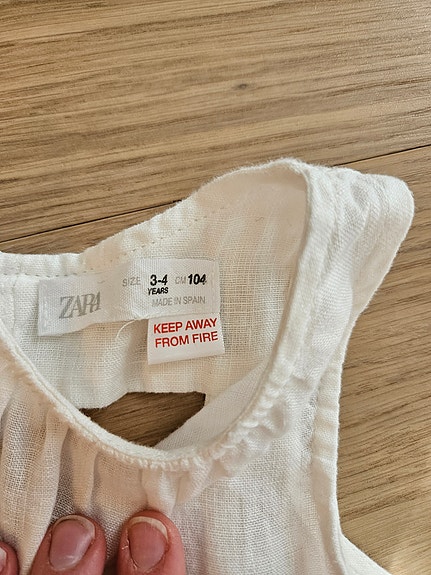 ZARA
SIZE 3-4 CM 104
YEARS
MADE IN SPAIN
KEEP AWAY
FROM FIRE